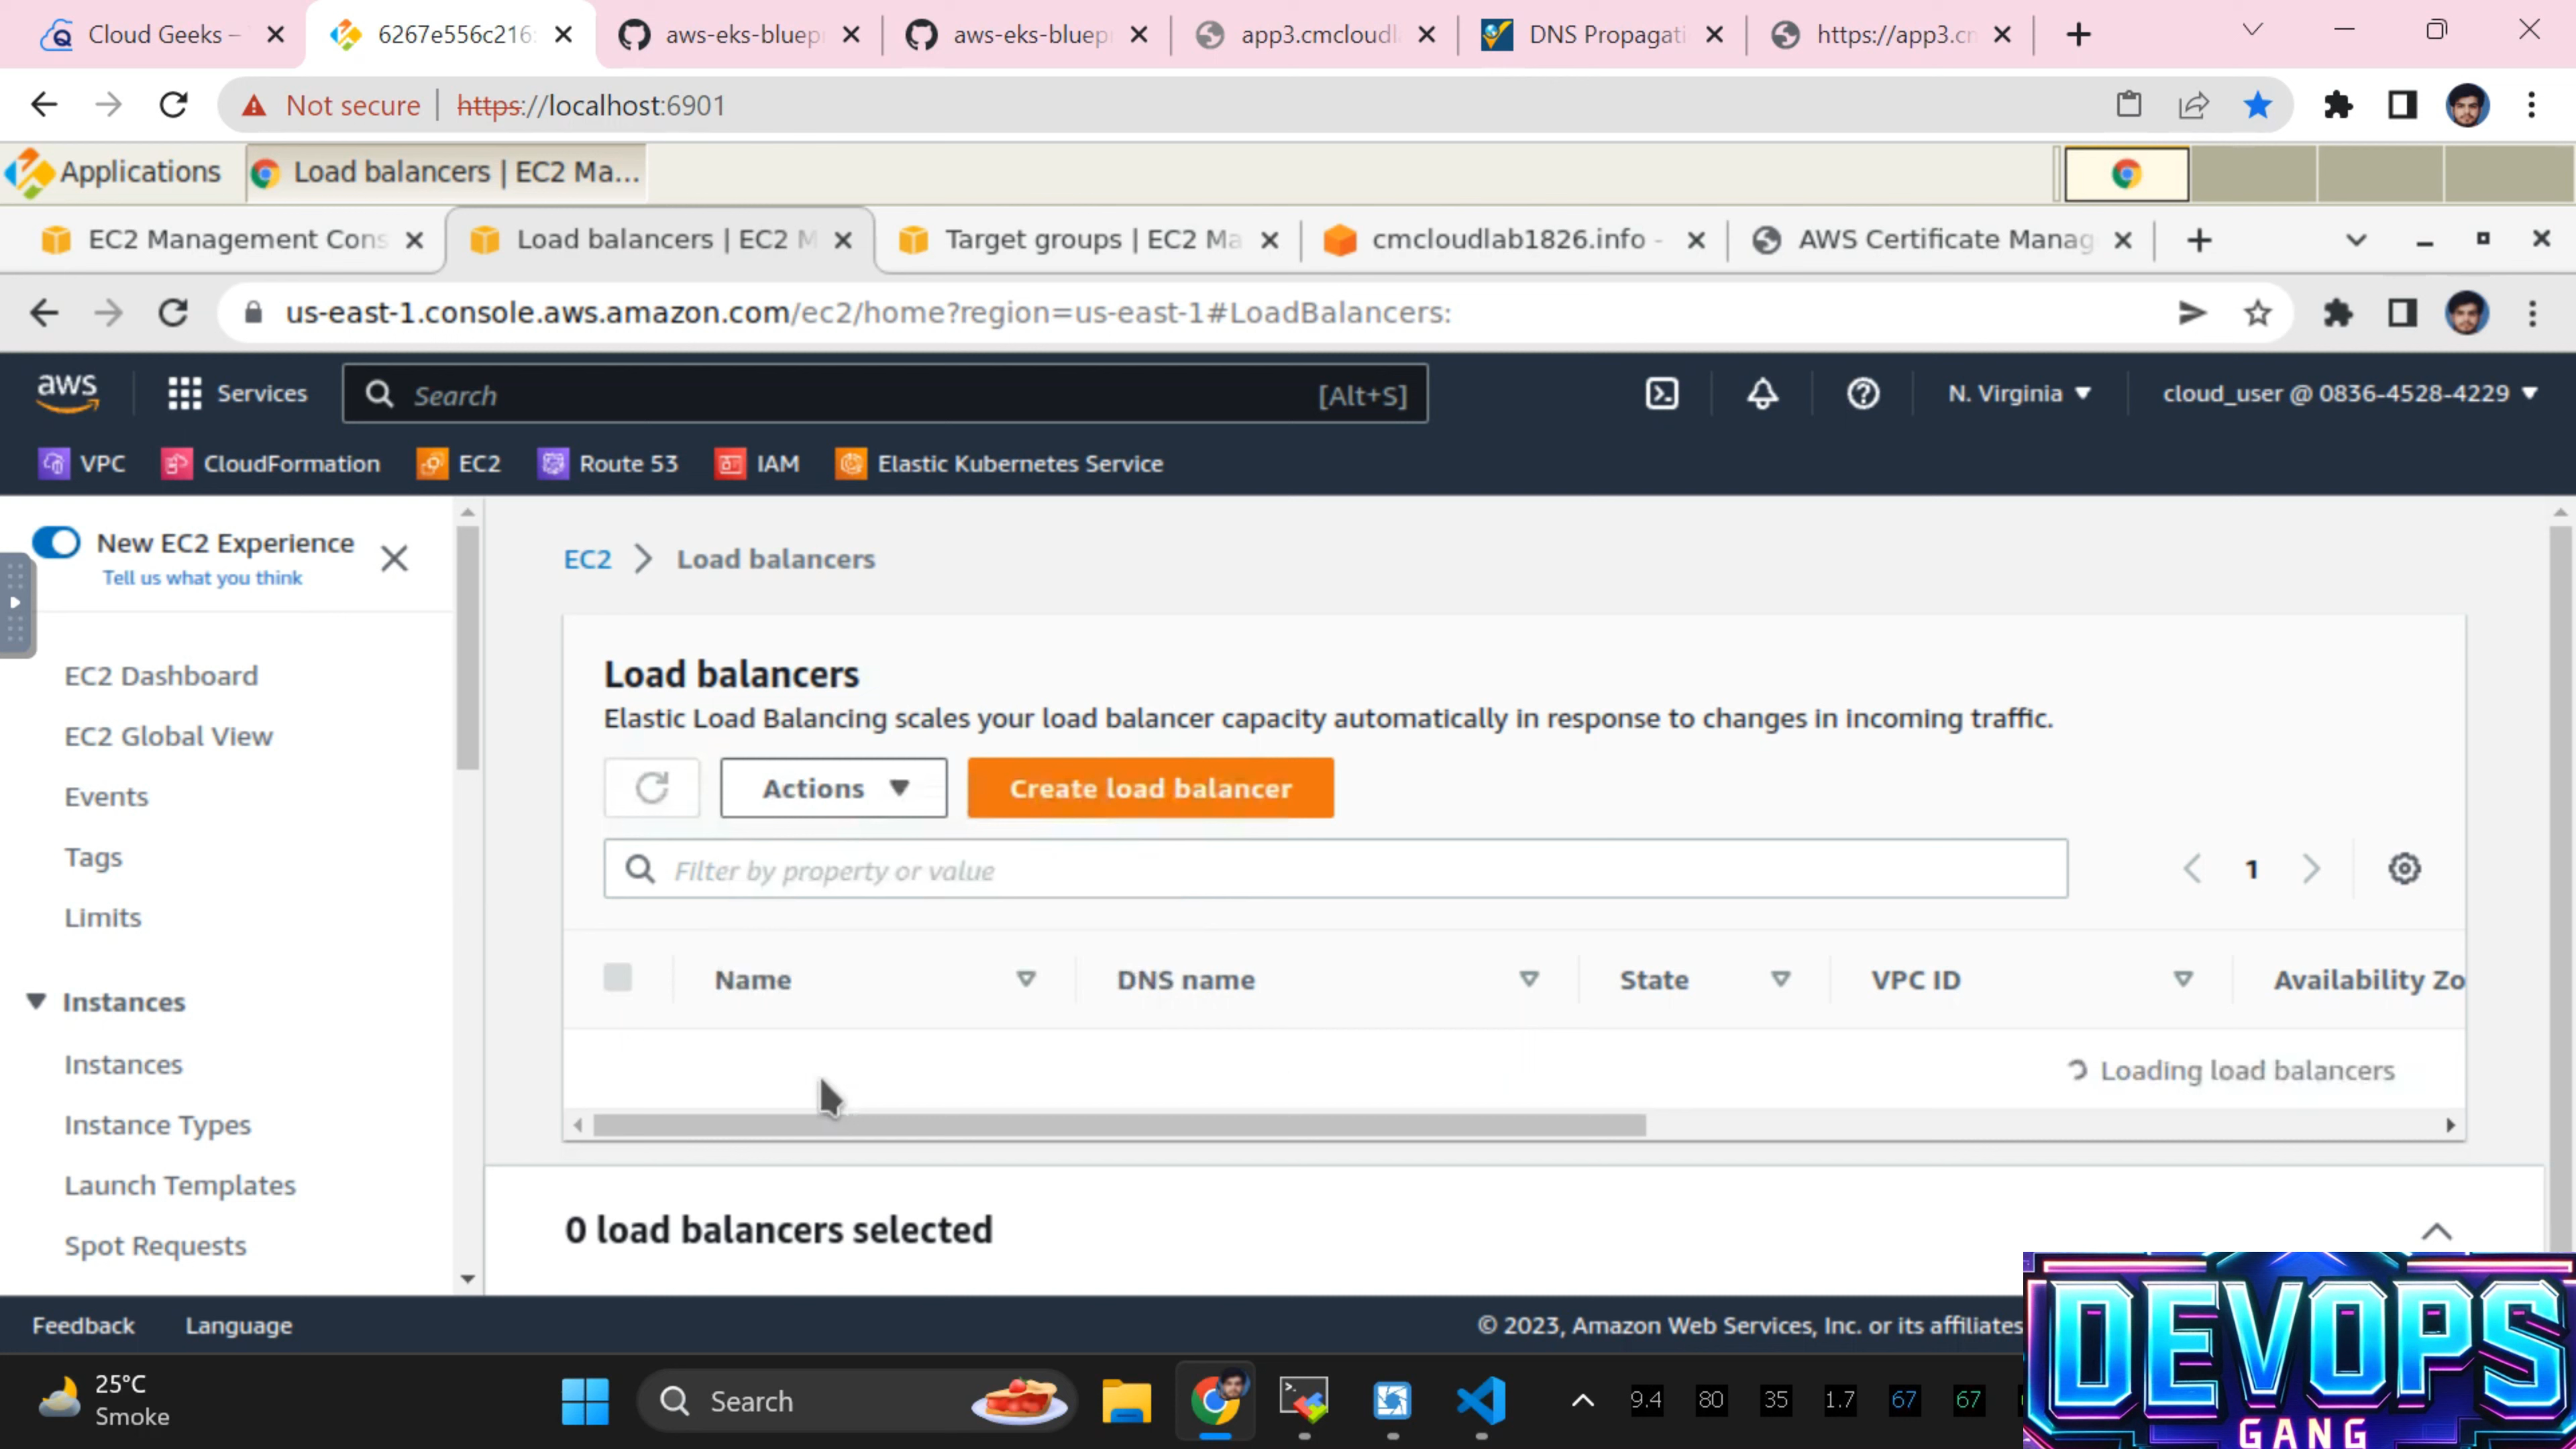 Cloud Geeks –
6267e556c216
aws-eks-bluep
aws-eks-bluep
app3.cmcloudl
DNS Propagati
https://app3.cm
Not secure
https://localhost:6901
Applications
Load balancers | EC2 Ma...
EC2 Management Cons
Load balancers | EC2 M
Target groups | EC2 Ma
cmcloudlab1826.info -
AWS Certificate Manag
us-east-1.console.aws.amazon.com/ec2/home?region=us-east-1#LoadBalancers:
aws
Services
Search
[Alt+S]
N. Virginia
cloud_user @ 0836-4528-4229
VPC
CloudFormation
EC2
Route 53
IAM
Elastic Kubernetes Service
New EC2 Experience
Tell us what you think
EC2 Dashboard
EC2 Global View
Events
Tags
Limits
Instances
Instances
Instance Types
Launch Templates
Spot Requests
EC2
Load balancers
Load balancers
Elastic Load Balancing scales your load balancer capacity automatically in response to changes in incoming traffic.
Actions
Create load balancer
Filter by property or value
1
Name
DNS name
State
VPC ID
Availability Zo
Loading load balancers
0 load balancers selected
Feedback
Language
© 2023, Amazon Web Services, Inc. or its affiliates
25°C
Smoke
Search
9.4
80
35
1.7
67
67
DEVOPS
GANG